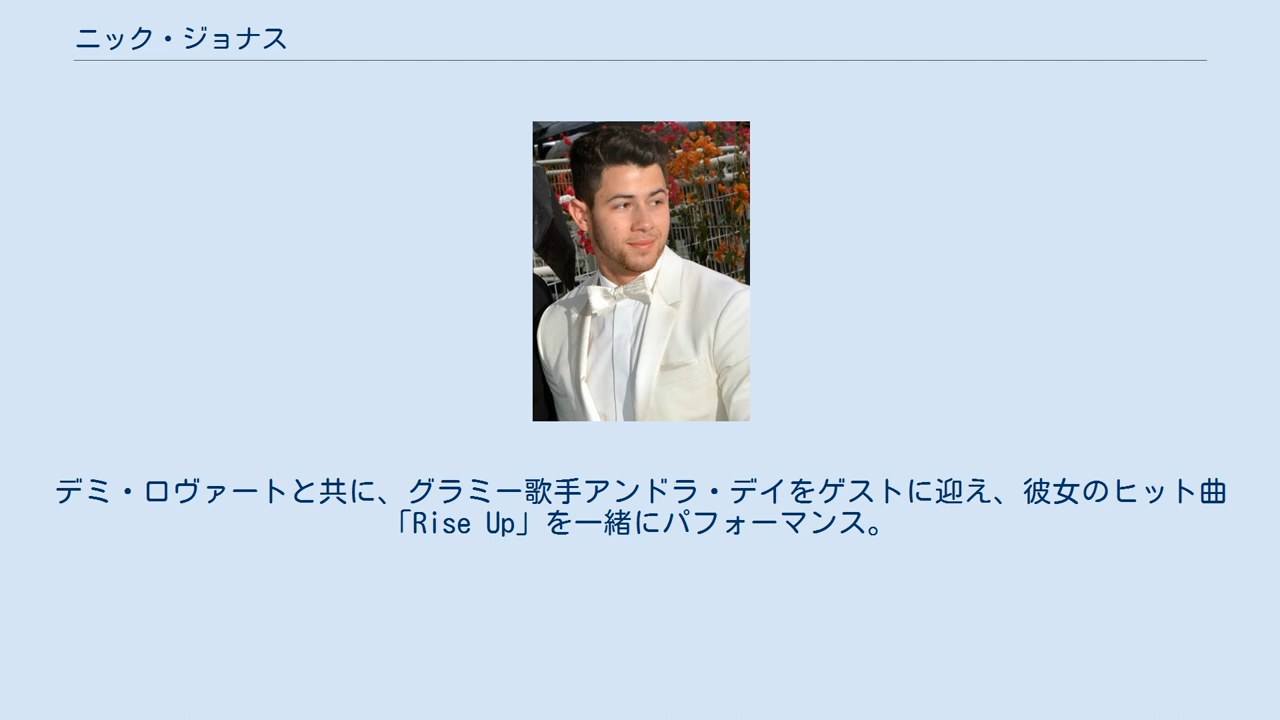 ニック・ジョナス
デミ・ロヴァートと共に、グラミー歌手アンドラ・デイをゲストに迎え、彼女のヒット曲
「Rise Up」を一緒にパフォーマンス。